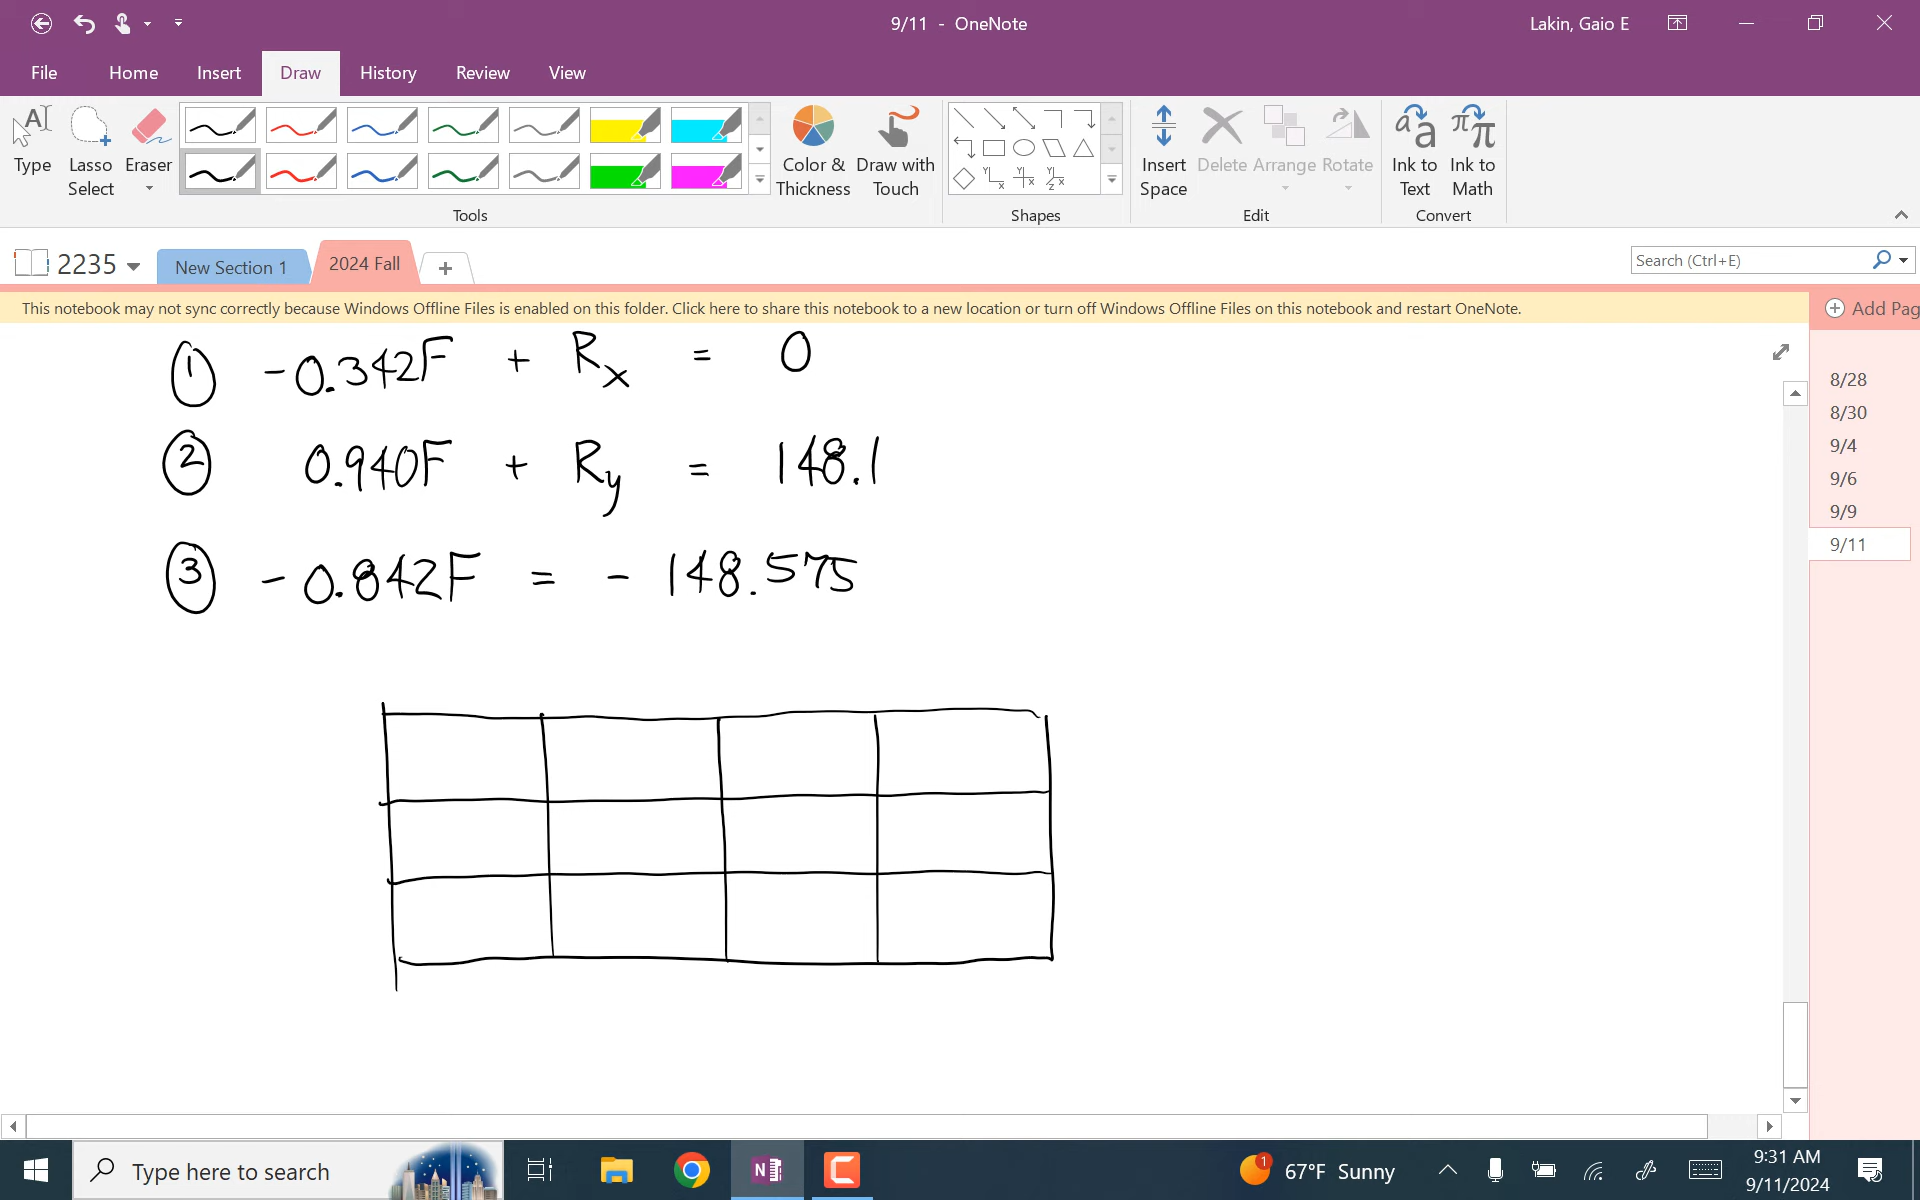 9/11 - OneNote
Lakin, Gaio E
File Home Insert Draw History Review View
Type
Lasso Select
Eraser
Color & Thickness
Draw with Touch
Insert Space
Delete
Arrange
Rotate
Ink to Text
Ink to Math
Tools
Shapes
Edit
Convert
2235
New Section 1
2024 Fall
Search (Ctrl+E)
This notebook may not sync correctly because Windows Offline Files is enabled on this folder. Click here to share this notebook to a new location or turn off Windows Offline Files on this notebook and restart OneNote.
Add Pag
① -0.342F + Rx = 0
② 0.940F + Ry = 148.1
③ -0.842F = - 148.575
8/28
8/30
9/4
9/6
9/9
9/11
Type here to search
1
67°F Sunny
9:31 AM
9/11/2024